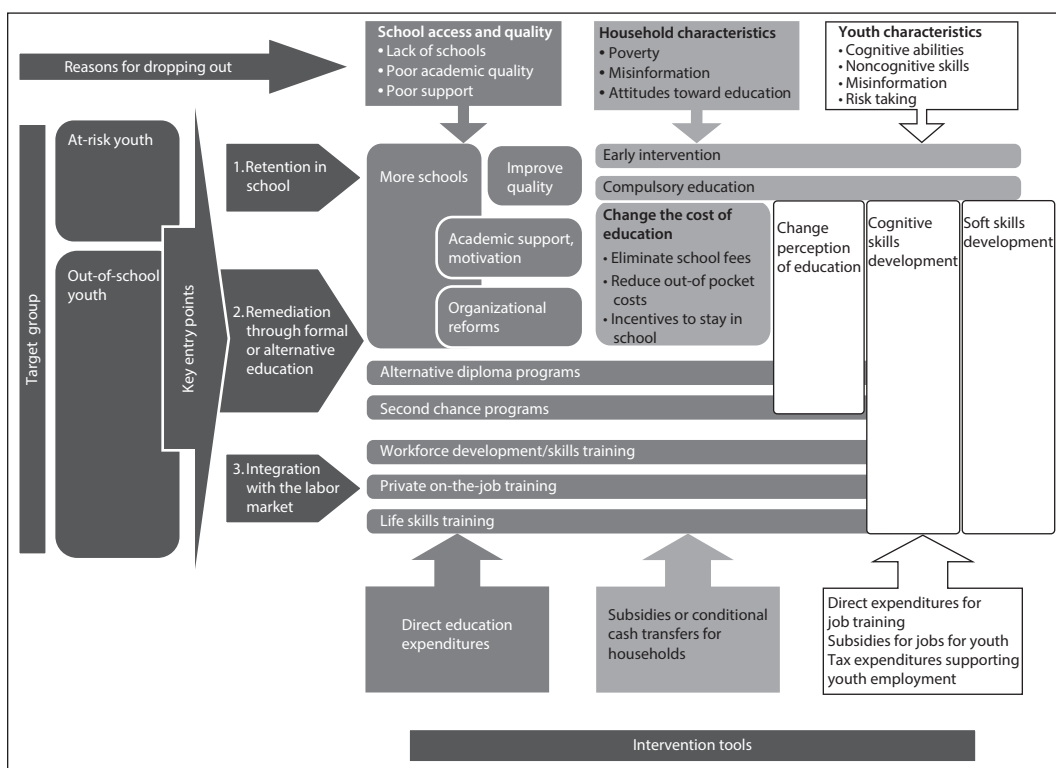 Reasons for dropping out
School access and quality
• Lack of schools
• Poor academic quality
• Poor support
Household characteristics
• Poverty
• Misinformation
• Attitudes toward education
Youth characteristics
• Cognitive abilities
• Noncognitive skills
• Misinformation
• Risk taking
Target group
At-risk youth
Out-of-school
youth
Key entry points
1. Retention in
school
2. Remediation
through formal
or alternative
education
3. Integration
with the labor
market
More schools
Improve
quality
Academic support,
motivation
Organizational
reforms
Early intervention
Compulsory education
Change the cost of
education
• Eliminate school fees
• Reduce out-of pocket
costs
• Incentives to stay in
school
Change
perception
of education
Cognitive
skills
development
Soft skills
development
Alternative diploma programs
Second chance programs
Workforce development/skills training
Private on-the-job training
Life skills training
Direct education
expenditures
Subsidies or conditional
cash transfers for
households
Direct expenditures for
job training
Subsidies for jobs for youth
Tax expenditures supporting
youth employment
Intervention tools